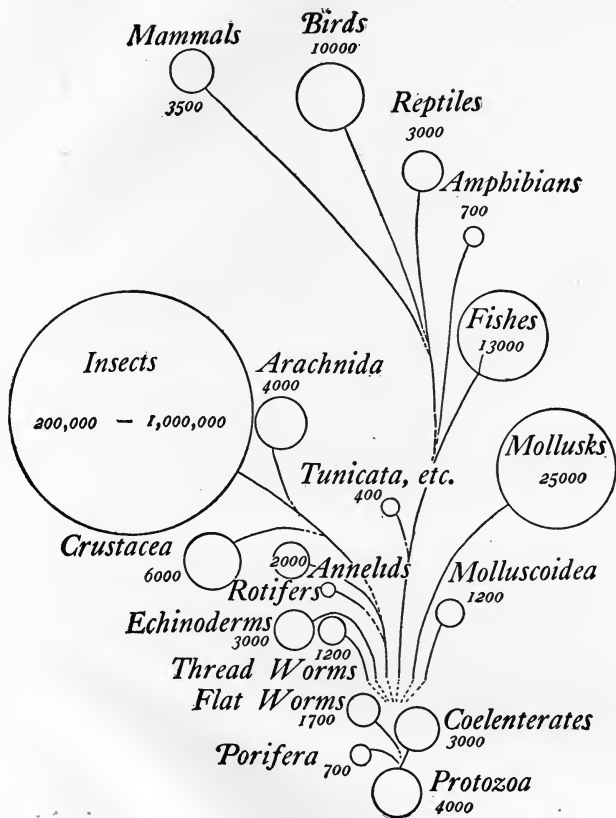 Mammals
3500
Birds
10000
Reptiles
3000
Amphibians
700
Fishes
13000
Insects
200,000 — 1,000,000
Arachnida
4000
Tunicata, etc.
400
Mollusks
25000
Crustacea
6000
2000 Annelids
Rotifers
Molluscoidea
1200
Echinoderms
3000
1200
Thread Worms
Flat Worms
1700
Coelenterates
3000
Porifera
700
Protozoa
4000